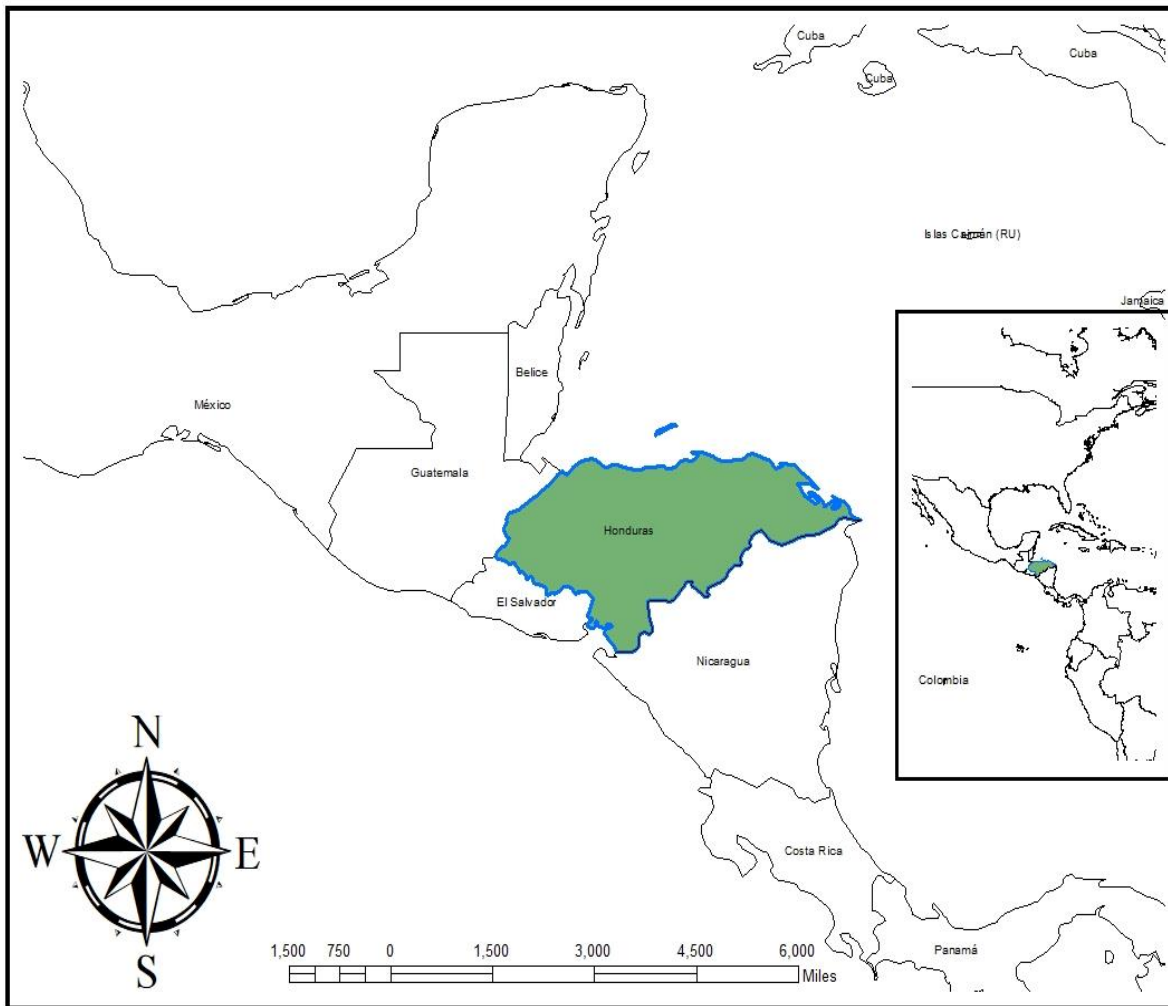 Cuba
Cuba
Cuba
Islas Caimán (RU)
Jamaica
Belice
México
Guatemala
Honduras
El Salvador
Nicaragua
Colombia
N
W E
S
Costa Rica
Panamá
1,500 750 0 1,500 3,000 4,500 6,000
Miles